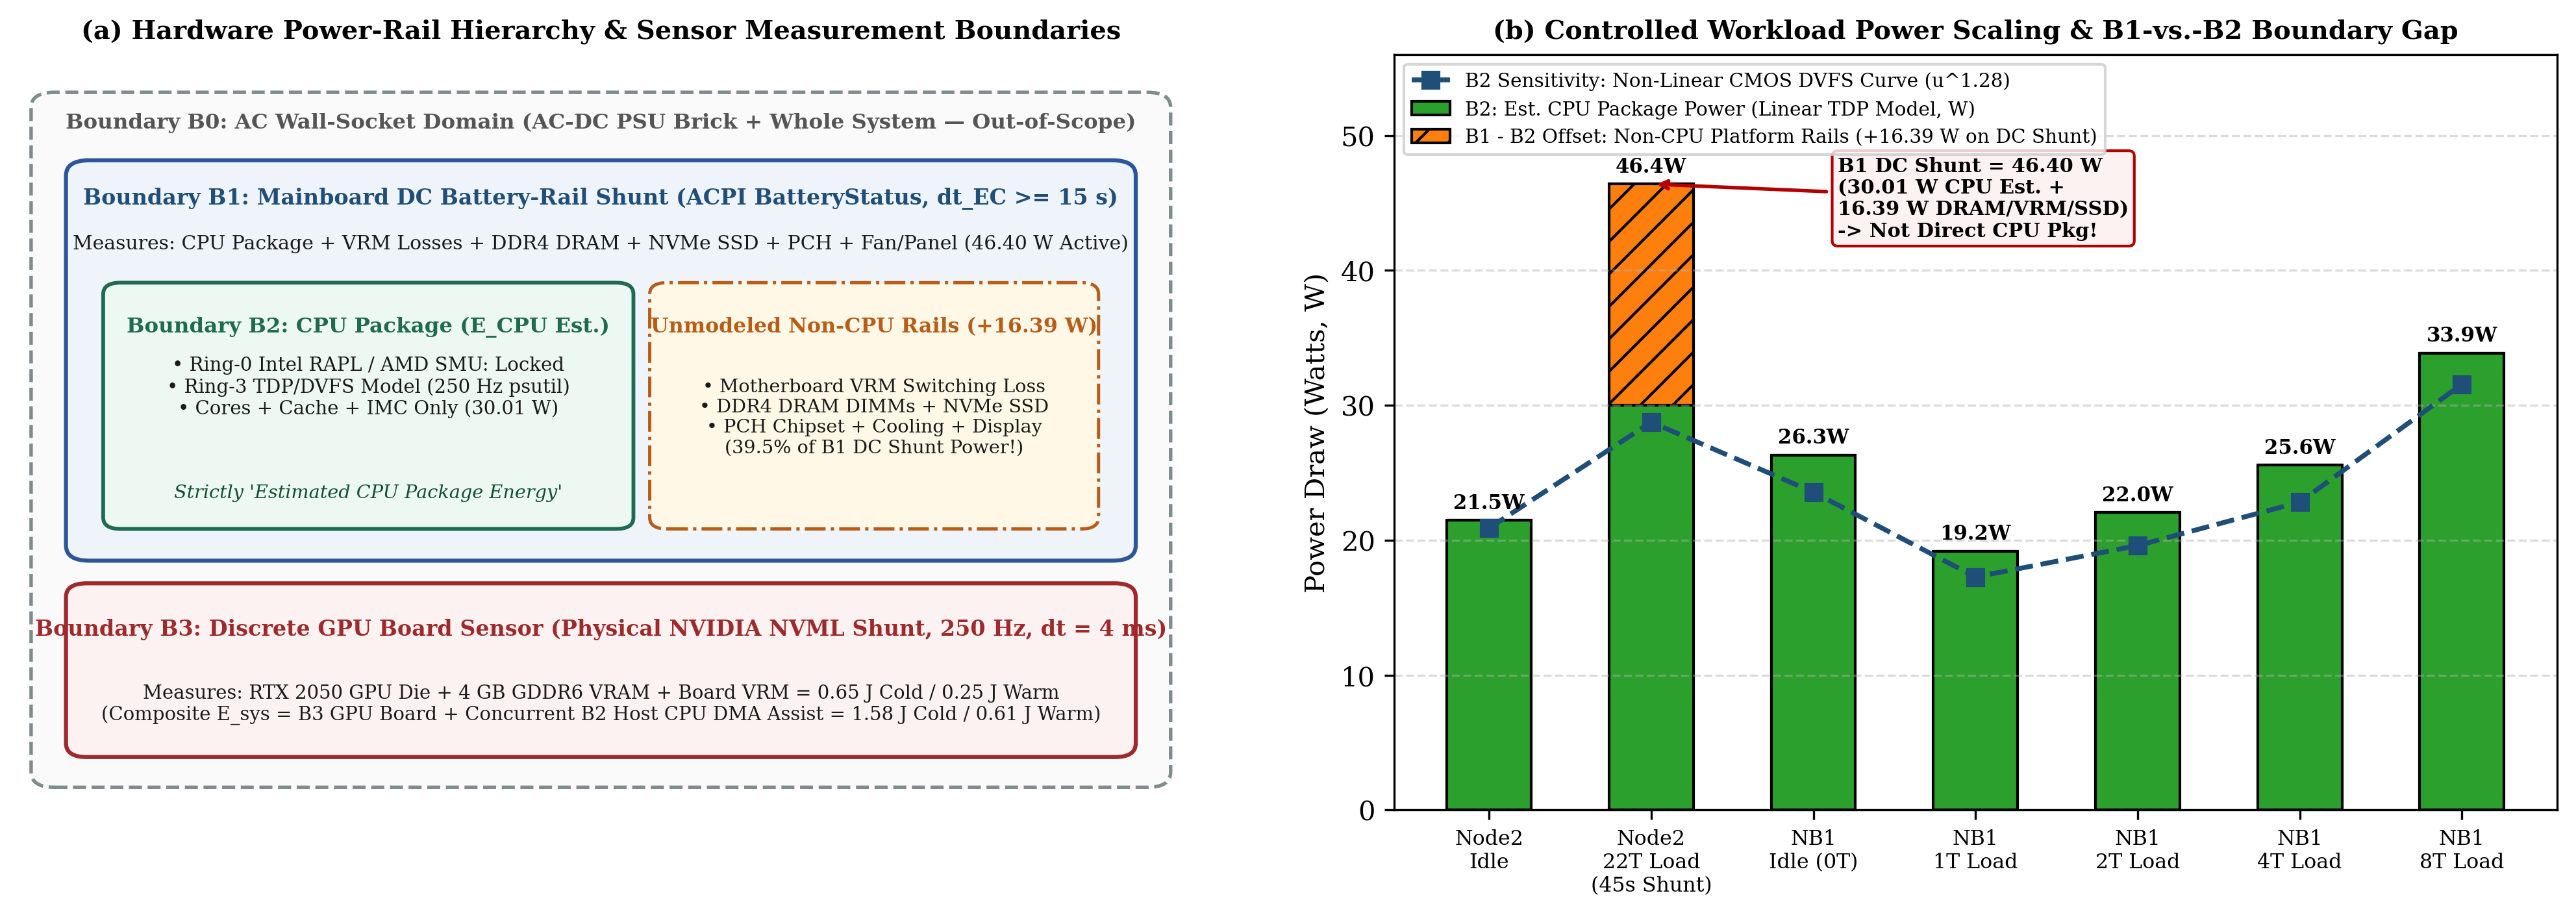 (a) Hardware Power-Rail Hierarchy & Sensor Measurement Boundaries
Boundary B0: AC Wall-Socket Domain (AC-DC PSU Brick + Whole System — Out-of-Scope)
Boundary B1: Mainboard DC Battery-Rail Shunt (ACPI BatteryStatus, dt_EC >= 15 s)
Measures: CPU Package + VRM Losses + DDR4 DRAM + NVMe SSD + PCH + Fan/Panel (46.40 W Active)
Boundary B2: CPU Package (E_CPU Est.)
• Ring-0 Intel RAPL / AMD SMU: Locked
• Ring-3 TDP/DVFS Model (250 Hz psutil)
• Cores + Cache + IMC Only (30.01 W)
Strictly 'Estimated CPU Package Energy'
Unmodeled Non-CPU Rails (+16.39 W)
• Motherboard VRM Switching Loss
• DDR4 DRAM DIMMs + NVMe SSD
• PCH Chipset + Cooling + Display
(39.5% of B1 DC Shunt Power!)
Boundary B3: Discrete GPU Board Sensor (Physical NVIDIA NVML Shunt, 250 Hz, dt = 4 ms)
Measures: RTX 2050 GPU Die + 4 GB GDDR6 VRAM + Board VRM = 0.65 J Cold / 0.25 J Warm
(Composite E_sys = B3 GPU Board + Concurrent B2 Host CPU DMA Assist = 1.58 J Cold / 0.61 J Warm)
(b) Controlled Workload Power Scaling & B1-vs.-B2 Boundary Gap
B2 Sensitivity: Non-Linear CMOS DVFS Curve (u^1.28)
B2: Est. CPU Package Power (Linear TDP Model, W)
B1 - B2 Offset: Non-CPU Platform Rails (+16.39 W on DC Shunt)
B1 DC Shunt = 46.40 W
(30.01 W CPU Est. +
16.39 W DRAM/VRM/SSD)
-> Not Direct CPU Pkg!
Power Draw (Watts, W)
50
40
30
20
10
0
21.5W
46.4W
26.3W
19.2W
22.0W
25.6W
33.9W
Node2
Idle
Node2
22T Load
(45s Shunt)
NB1
Idle (0T)
NB1
1T Load
NB1
2T Load
NB1
4T Load
NB1
8T Load